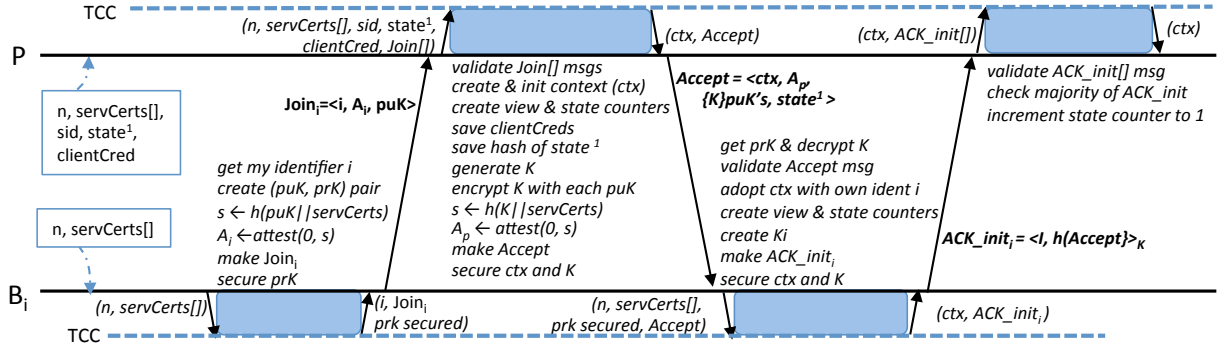 TCC
(n, servCerts[], sid, state¹,
clientCred, Join[])
(ctx, Accept)
(ctx, ACK_init[])
(ctx)
P
n, servCerts[],
sid, state¹,
clientCred
Joinᵢ=<i, Aᵢ, puK>
validate Join[] msgs
create & init context (ctx)
create view & state counters
save clientCreds
save hash of state ¹
generate K
encrypt K with each puK
s ← h(K||servCerts)
Aₚ ← attest(0, s)
make Accept
secure ctx and K
Accept = <ctx, Aₚ,
{K}puK's, state¹ >
validate ACK_init[] msg
check majority of ACK_init
increment state counter to 1
get my identifier i
create (puK, prK) pair
s ← h(puK||servCerts)
Aᵢ ←attest(0, s)
make Joinᵢ
secure prK
get prK & decrypt K
validate Accept msg
adopt ctx with own ident i
create view & state counters
create Ki
make ACK_initᵢ
secure ctx and K
n, servCerts[]
ACK_initᵢ = <I, h(Accept}>K
Bᵢ
(n, servCerts[])
(i, Joinᵢ
prk secured)
(n, servCerts[],
prk secured, Accept)
(ctx, ACK_initᵢ)
TCC